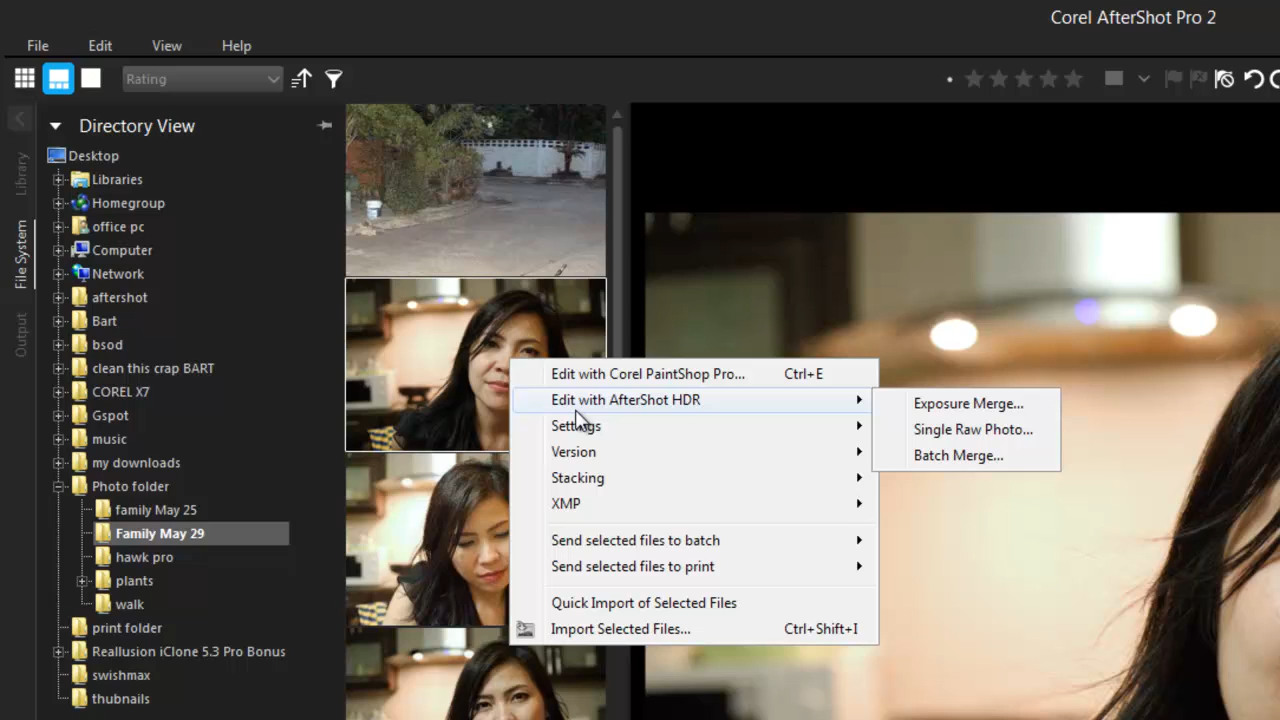 Corel AfterShot Pro 2
File Edit View Help
Rating
Library
File System
Output
Directory View
Desktop
Libraries
Homegroup
office pc
Computer
Network
aftershot
Bart
bsod
clean this crap BART
COREL X7
Gspot
music
my downloads
Photo folder
family May 25
Family May 29
hawk pro
plants
walk
print folder
Reallusion iClone 5.3 Pro Bonus
swishmax
thubnails
Edit with Corel PaintShop Pro... Ctrl+E
Edit with AfterShot HDR
Settings
Version
Stacking
XMP
Send selected files to batch
Send selected files to print
Quick Import of Selected Files
Import Selected Files... Ctrl+Shift+I
Exposure Merge...
Single Raw Photo...
Batch Merge...